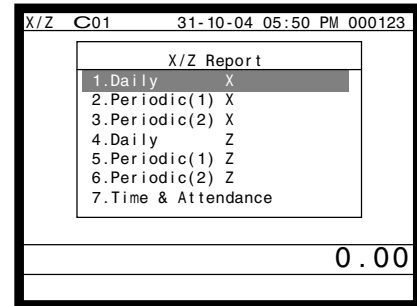 X/Z C01 31-10-04 05:50 PM 000123
X/Z Report
1.Daily X
2.Periodic(1) X
3.Periodic(2) X
4.Daily Z
5.Periodic(1) Z
6.Periodic(2) Z
7.Time & Attendance
0.00